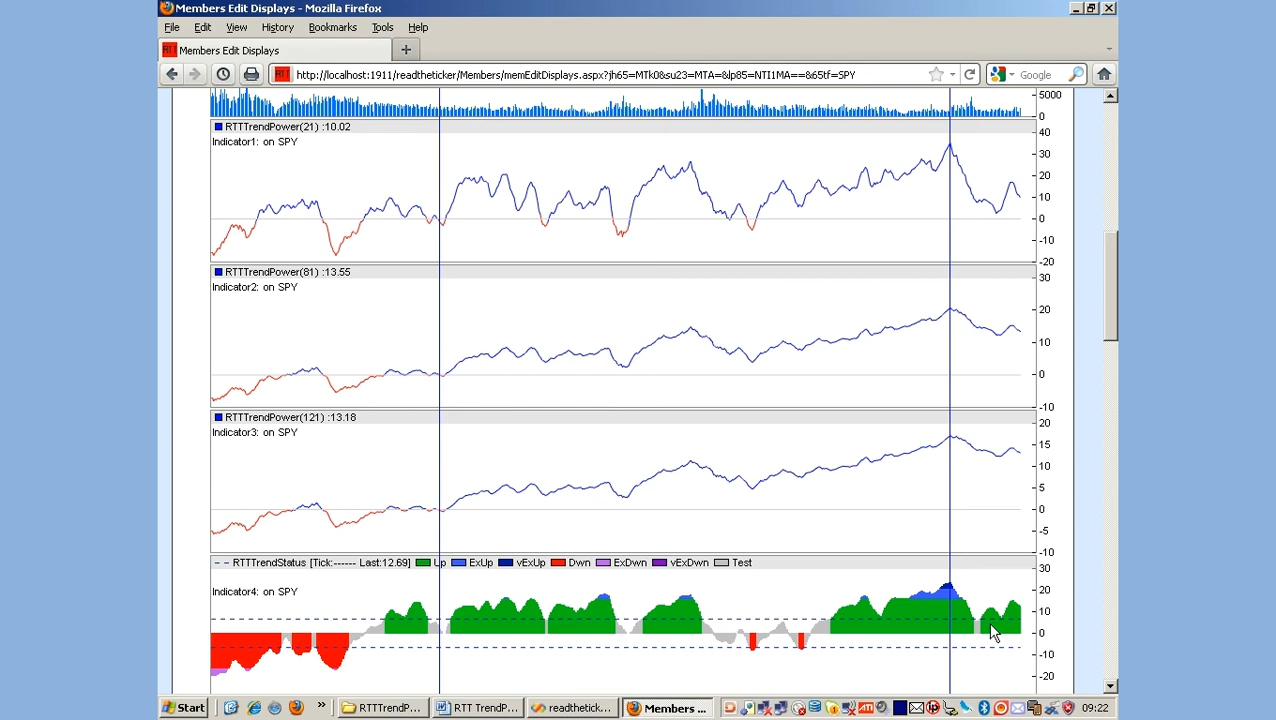 Members Edit Displays - Mozilla Firefox
File Edit View History Bookmarks Tools Help
RTT Members Edit Displays
RTT http://localhost:1911/readtheticker/Members/memEditDisplays.aspx?jh65=MTk0&su23=MTA=&lp85=NTI1MA==&65tf=SPY
Google
5000
0
RTTTrendPower(21) :10.02
Indicator1: on SPY
40
30
20
10
0
-10
-20
RTTTrendPower(81) :13.55
Indicator2: on SPY
30
20
10
0
-10
RTTTrendPower(121) :13.18
Indicator3: on SPY
20
15
10
5
0
-5
-10
RTTTrendStatus [Tick:------ Last:12.69] Up ExUp vExUp Dwn ExDwn vExDwn Test
Indicator4: on SPY
30
20
10
0
-10
-20
Start
»
RTTTrendP...
RTT TrendP...
readthetick...
Members ...
09:22